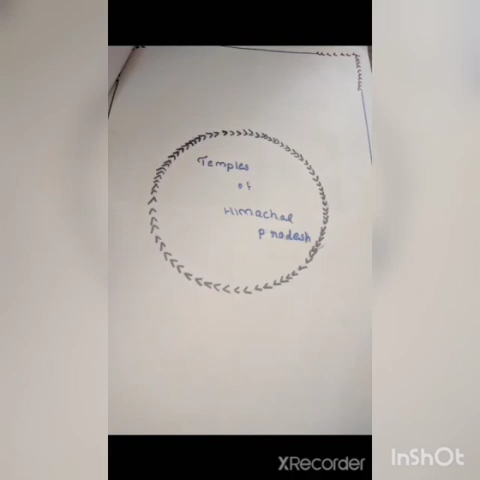 Temples
of
Himachal
Pradesh
XRecorder
InShOt